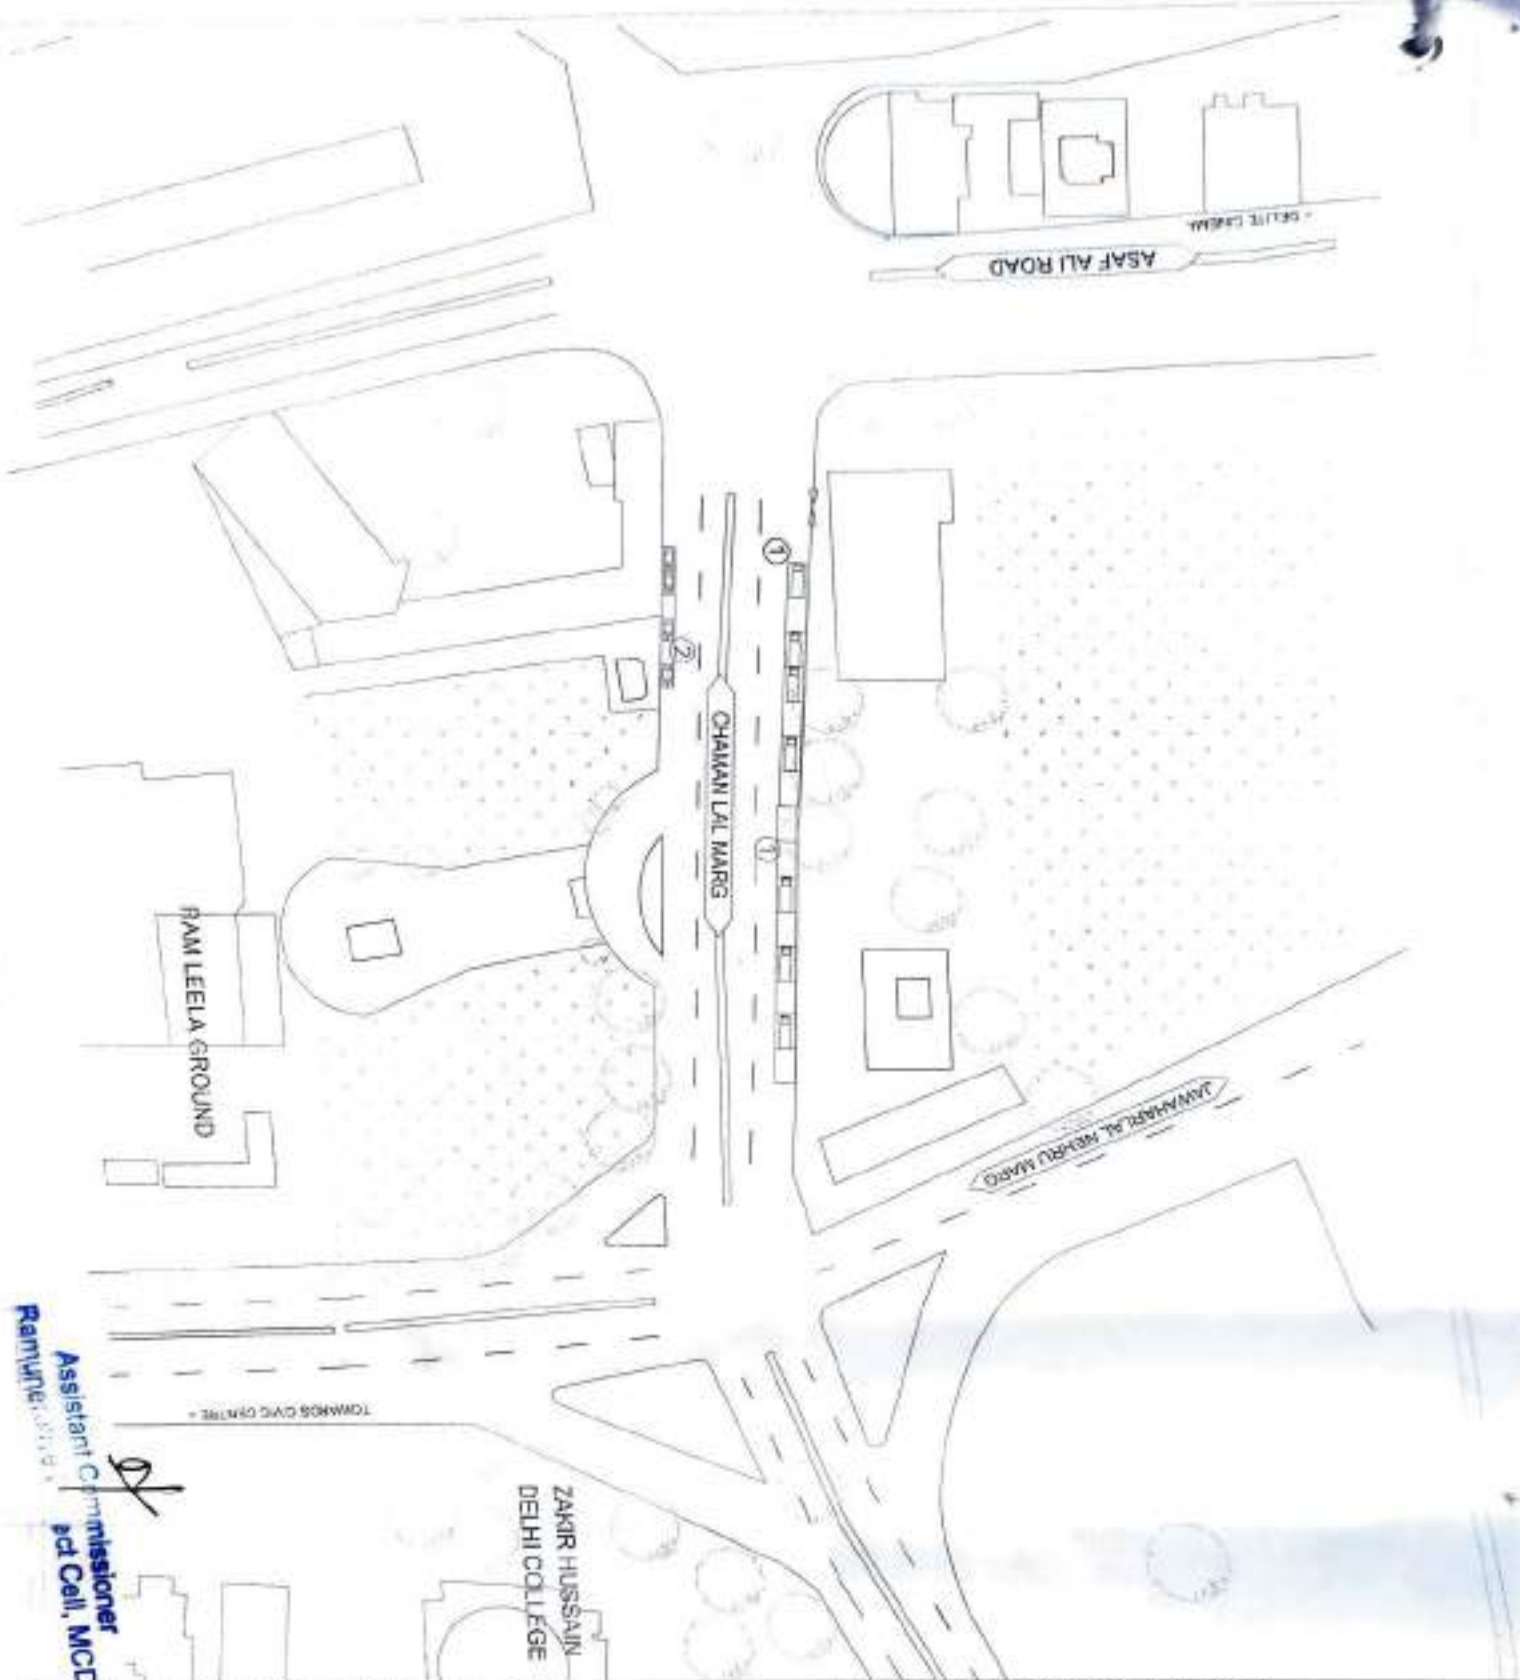 - DELITE CINEMA
ASAF ALI ROAD
1
2
CHAMAN LAL MARG
1
RAM LEELA GROUND
JAWAHARLAL NEHRU MARG
TOWARDS CIVIC CENTRE -
ZAKIR HUSSAIN
DELHI COLLEGE
Assistant Commissioner
ect Cell, MCD